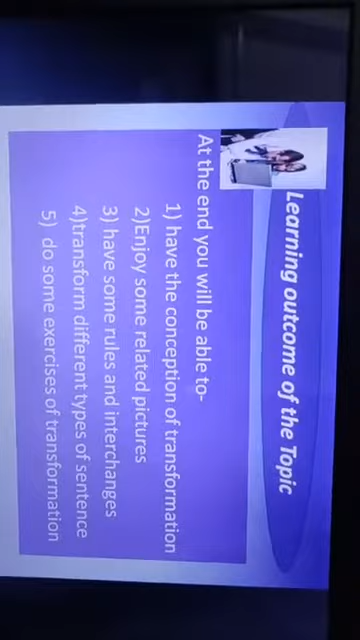 Learning outcome of the Topic
At the end you will be able to-
1) have the conception of transformation
2)Enjoy some related pictures
3) have some rules and interchanges
4)transform different types of sentence
5) do some exercises of transformation